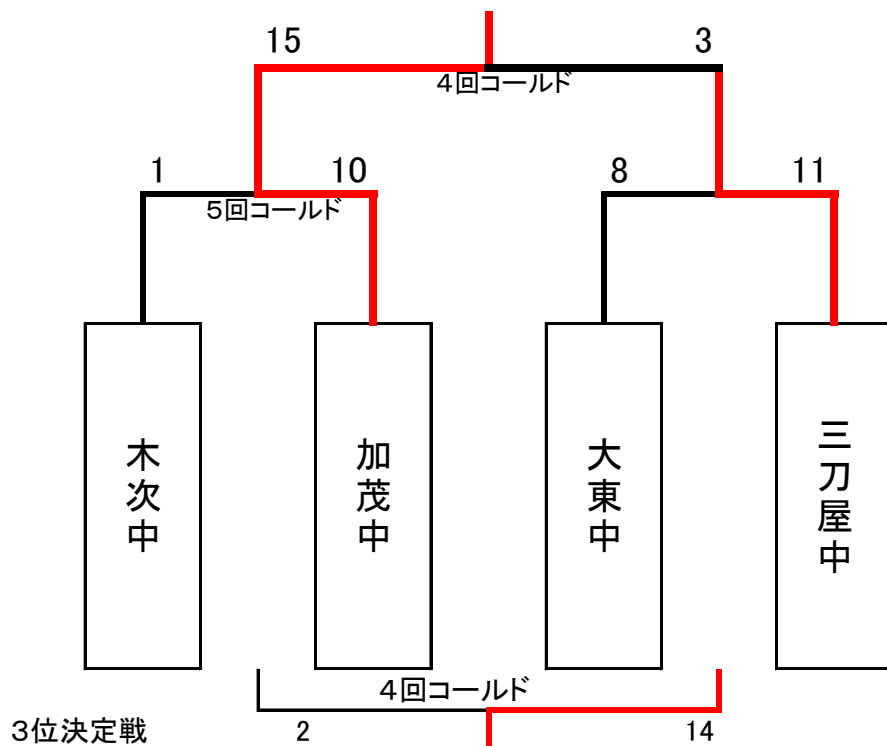 15
3
４回コールド
1
10
8
11
５回コールド
木次中
加茂中
大東中
三刀屋中
４回コールド
３位決定戦
2
14